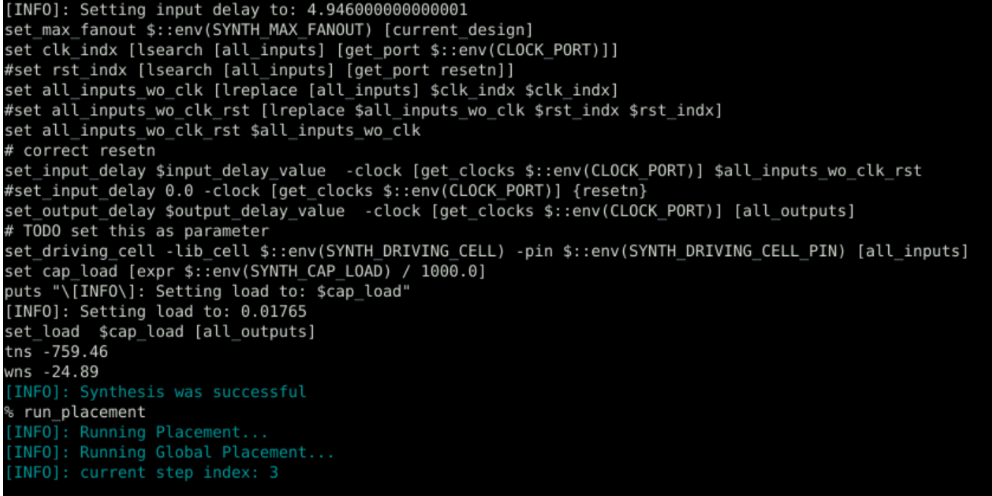 [INFO]: Setting input delay to: 4.946000000000001
set_max_fanout $::env(SYNTH_MAX_FANOUT) [current_design]
set clk_indx [lsearch [all_inputs] [get_port $::env(CLOCK_PORT)]]
#set rst_indx [lsearch [all_inputs] [get_port resetn]]
set all_inputs_wo_clk [lreplace [all_inputs] $clk_indx $clk_indx]
#set all_inputs_wo_clk_rst [lreplace $all_inputs_wo_clk $rst_indx $rst_indx]
set all_inputs_wo_clk_rst $all_inputs_wo_clk
# correct resetn
set_input_delay $input_delay_value  -clock [get_clocks $::env(CLOCK_PORT)] $all_inputs_wo_clk_rst
#set_input_delay 0.0 -clock [get_clocks $::env(CLOCK_PORT)] {resetn}
set_output_delay $output_delay_value  -clock [get_clocks $::env(CLOCK_PORT)] [all_outputs]
# TODO set this as parameter
set_driving_cell -lib_cell $::env(SYNTH_DRIVING_CELL) -pin $::env(SYNTH_DRIVING_CELL_PIN) [all_inputs]
set cap_load [expr $::env(SYNTH_CAP_LOAD) / 1000.0]
puts "\[INFO\]: Setting load to: $cap_load"
[INFO]: Setting load to: 0.01765
set_load  $cap_load [all_outputs]
tns -759.46
wns -24.89
[INFO]: Synthesis was successful
% run_placement
[INFO]: Running Placement...
[INFO]: Running Global Placement...
[INFO]: current step index: 3